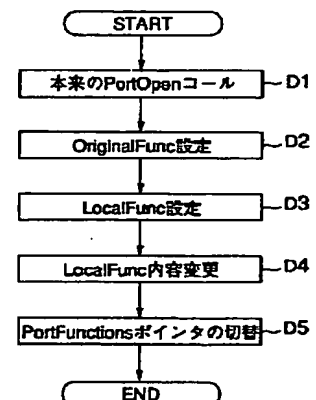 START
本来のPortOpenコール D1
OriginalFunc設定 D2
LocalFunc設定 D3
LocalFunc内容変更 D4
PortFunctionsポインタの切替 D5
END